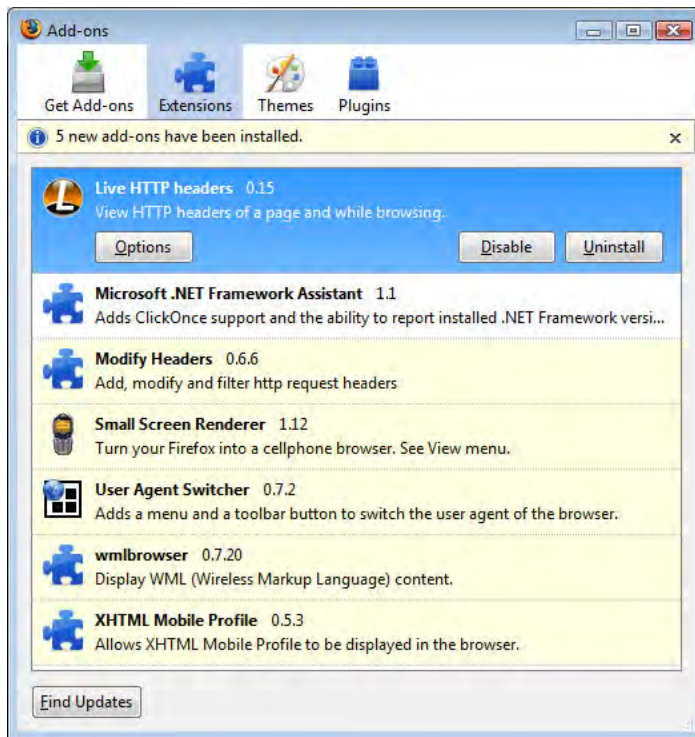 Add-ons
Get Add-ons Extensions Themes Plugins
5 new add-ons have been installed.
Live HTTP headers 0.15
View HTTP headers of a page and while browsing.
Options Disable Uninstall
Microsoft .NET Framework Assistant 1.1
Adds ClickOnce support and the ability to report installed .NET Framework versi...
Modify Headers 0.6.6
Add, modify and filter http request headers
Small Screen Renderer 1.12
Turn your Firefox into a cellphone browser. See View menu.
User Agent Switcher 0.7.2
Adds a menu and a toolbar button to switch the user agent of the browser.
wmlbrowser 0.7.20
Display WML (Wireless Markup Language) content.
XHTML Mobile Profile 0.5.3
Allows XHTML Mobile Profile to be displayed in the browser.
Find Updates